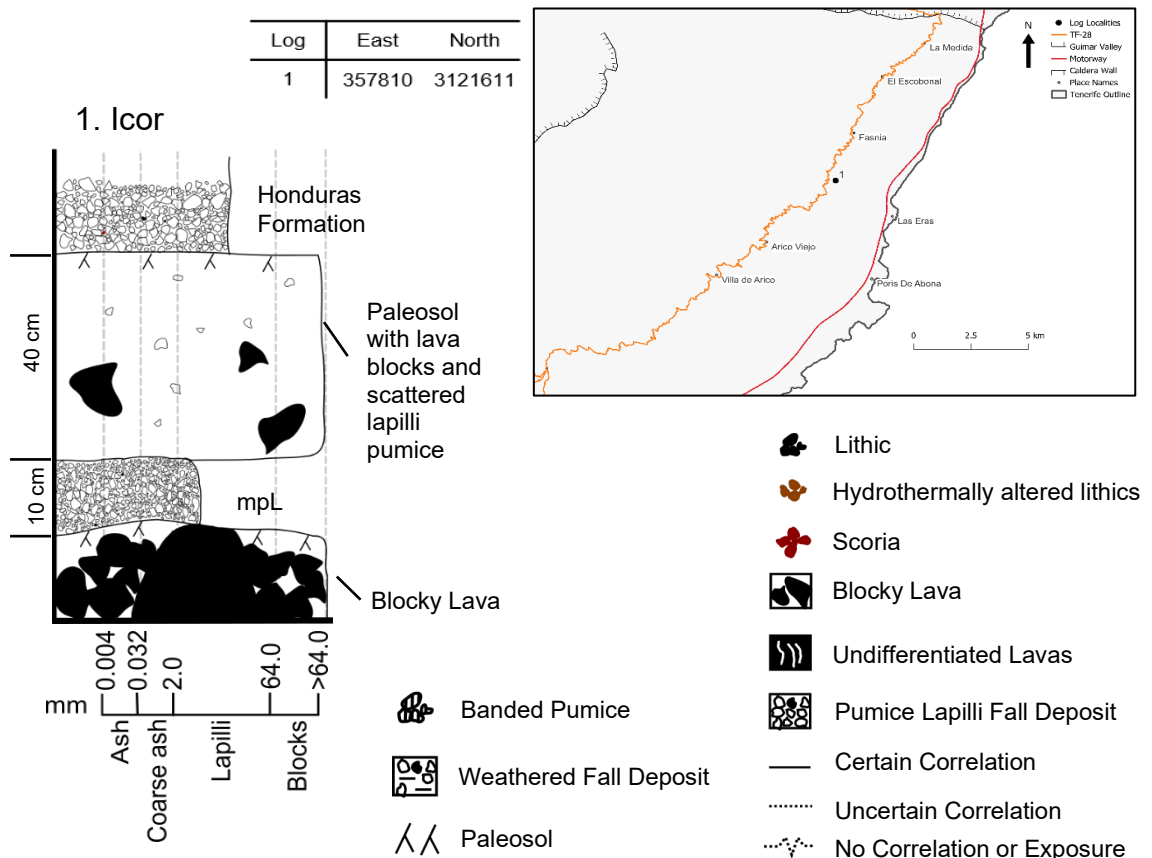 Log East North
1 357810 3121611
1. Icor
Honduras
Formation
40 cm
Paleosol
with lava
blocks and
scattered
lapilli
pumice
10 cm
mpL
Blocky Lava
mm
0.004
0.032
2.0
64.0
>64.0
Ash
Coarse ash
Lapilli
Blocks
N
La Medida
El Escobonal
Fasnia
1
Las Eras
Arico Viejo
Villa de Arico
Poris De Abona
0 2.5 5 km
Log Localities
TF-28
Guimar Valley
Motorway
Caldera Wall
Place Names
Tenerife Outline
Banded Pumice
Weathered Fall Deposit
Paleosol
Lithic
Hydrothermally altered lithics
Scoria
Blocky Lava
Undifferentiated Lavas
Pumice Lapilli Fall Deposit
Certain Correlation
Uncertain Correlation
No Correlation or Exposure